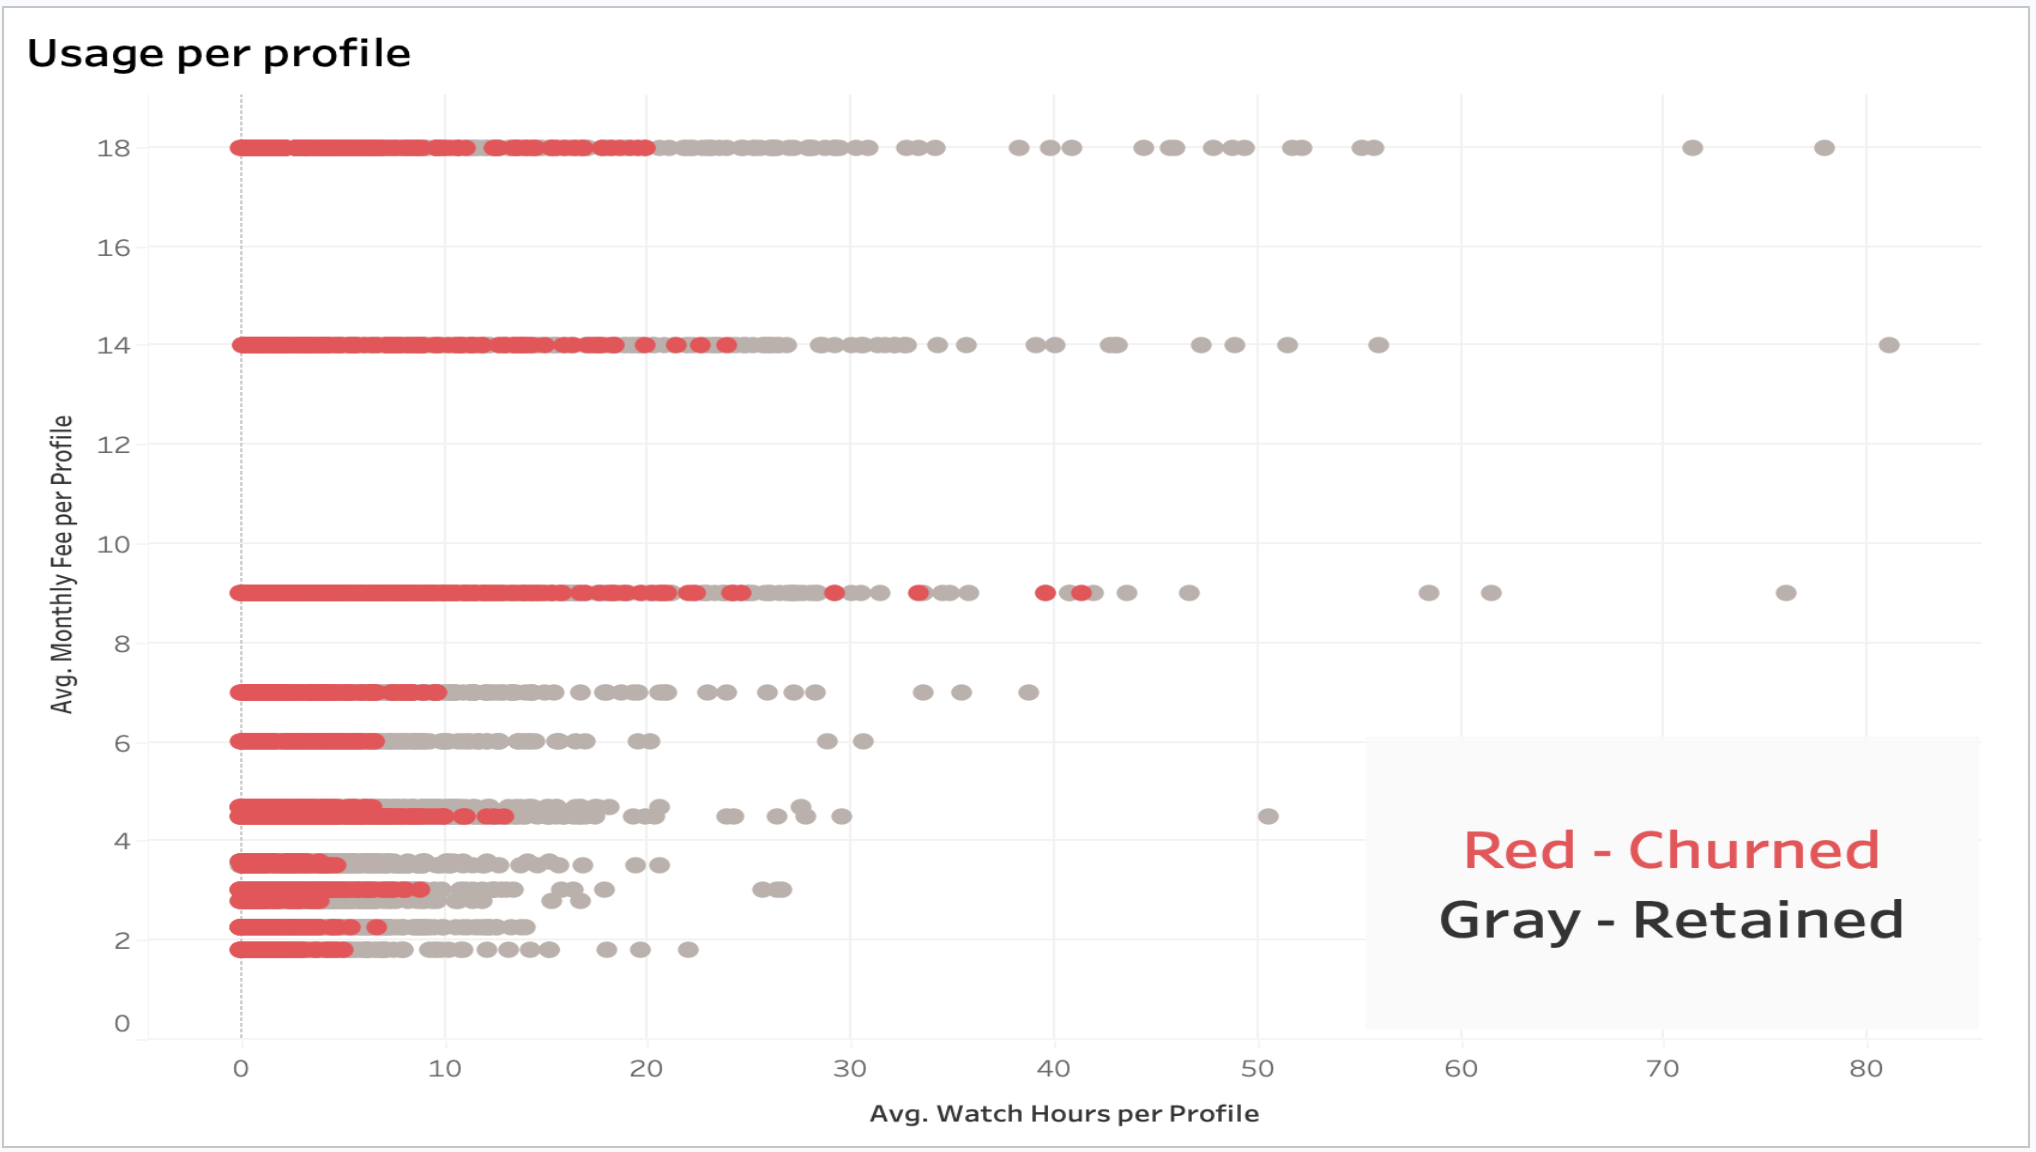 Usage per profile
18
16
14
12
10
8
6
4
2
0
Avg. Monthly Fee per Profile
Red - Churned
Gray - Retained
0 10 20 30 40 50 60 70 80
Avg. Watch Hours per Profile